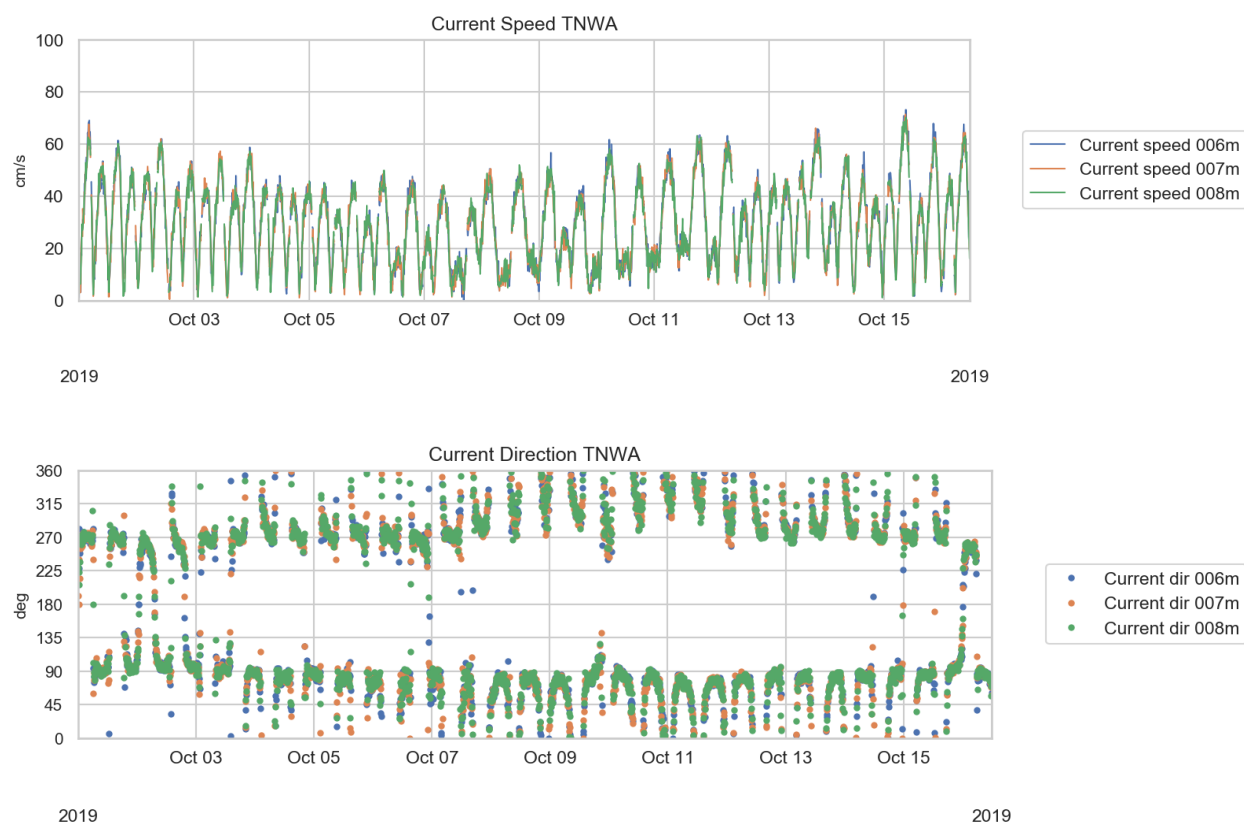 Current Speed TNWA
100
80
60
40
20
0
cm/s
Oct 03 Oct 05 Oct 07 Oct 09 Oct 11 Oct 13 Oct 15
2019 2019
Current speed 006m
Current speed 007m
Current speed 008m
Current Direction TNWA
360
315
270
225
180
135
90
45
0
deg
Oct 03 Oct 05 Oct 07 Oct 09 Oct 11 Oct 13 Oct 15
2019 2019
Current dir 006m
Current dir 007m
Current dir 008m